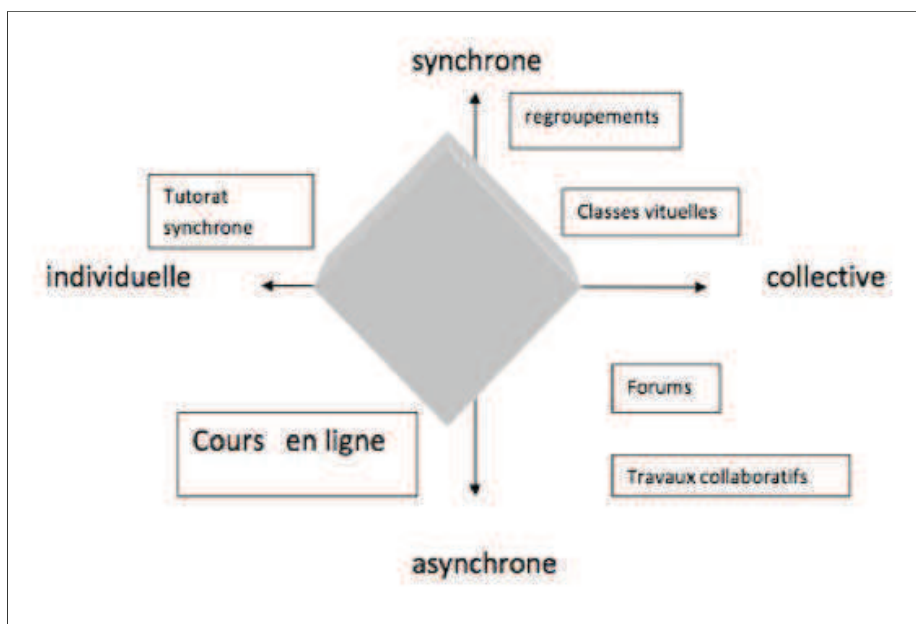 synchrone
regroupements
Tutorat
synchrone
Classes vituelles
individuelle
collective
Forums
Cours en ligne
Travaux collaboratifs
asynchrone